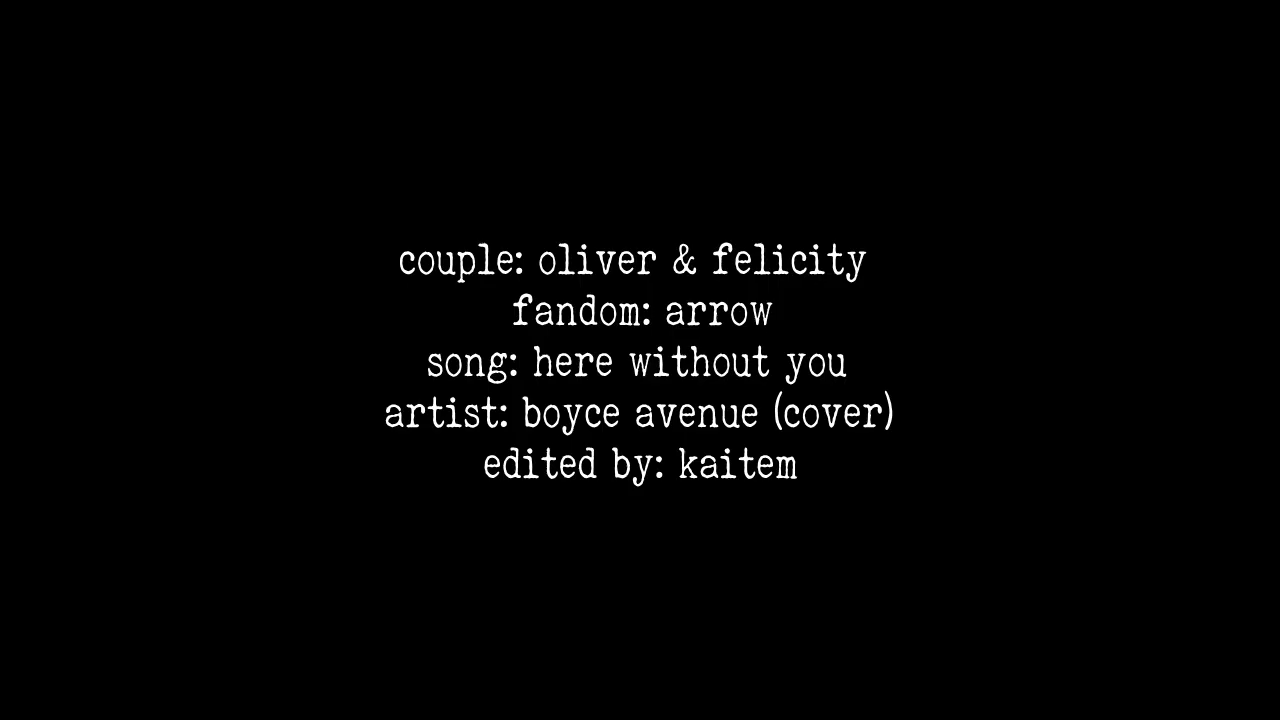 couple: oliver & felicity
fandom: arrow
song: here without you
artist: boyce avenue (cover)
edited by: kaitem